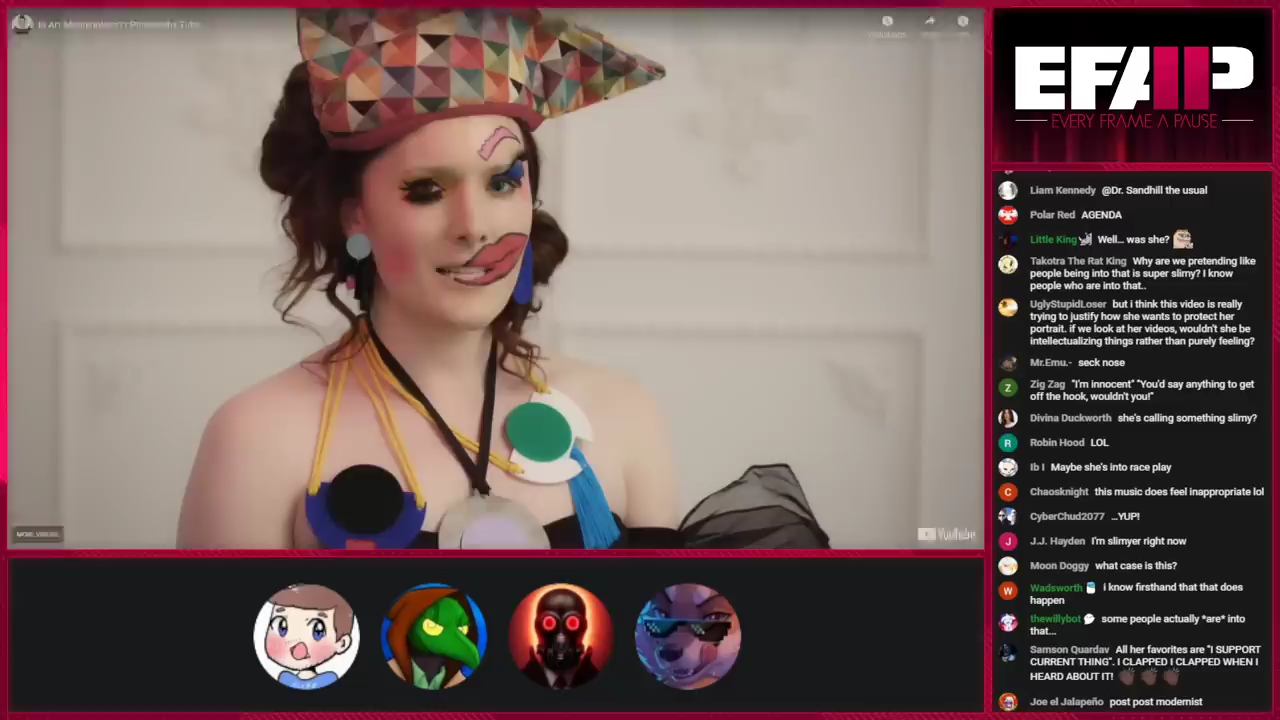 Is Art Meaningless? | Philosophy Tube
MORE VIDEOS
YouTube
EFAP
EVERY FRAME A PAUSE
Liam Kennedy @Dr. Sandhill the usual
Polar Red AGENDA
Little King Well... was she?
Takotra The Rat King Why are we pretending like
people being into that is super slimy? I know
people who are into that..
UglyStupidLoser but i think this video is really
trying to justify how she wants to protect her
portrait. if we look at her videos, wouldn't she be
intellectualizing things rather than purely feeling?
Mr.Emu.- seck nose
Z
Zig Zag "I'm innocent" "You'd say anything to get
off the hook, wouldn't you!"
Divina Duckworth she's calling something slimy?
R
Robin Hood LOL
Ib I Maybe she's into race play
C
Chaosknight this music does feel inappropriate lol
CyberChud2077 ...YUP!
J
J.J. Hayden I'm slimyer right now
Moon Doggy what case is this?
W
Wadsworth i know firsthand that that does
happen
thewillybot some people actually *are* into
that...
Samson Quardav All her favorites are "I SUPPORT
CURRENT THING". I CLAPPED I CLAPPED WHEN I
HEARD ABOUT IT!
Joe el Jalapeño post post modernist